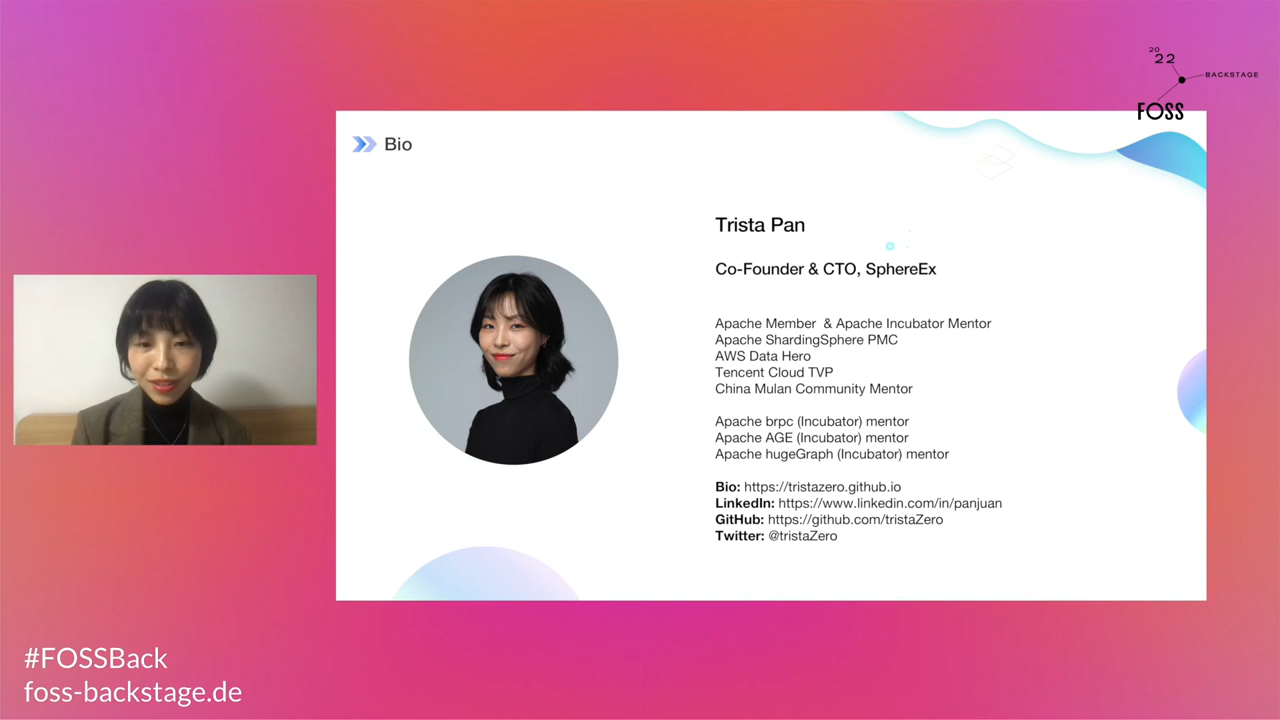 20
22
BACKSTAGE
FOSS
Bio
Trista Pan
Co-Founder & CTO, SphereEx
Apache Member & Apache Incubator Mentor
Apache ShardingSphere PMC
AWS Data Hero
Tencent Cloud TVP
China Mulan Community Mentor
Apache brpc (Incubator) mentor
Apache AGE (Incubator) mentor
Apache hugeGraph (Incubator) mentor
Bio: https://tristazero.github.io
LinkedIn: https://www.linkedin.com/in/panjuan
GitHub: https://github.com/tristaZero
Twitter: @tristaZero
#FOSSBack
foss-backstage.de